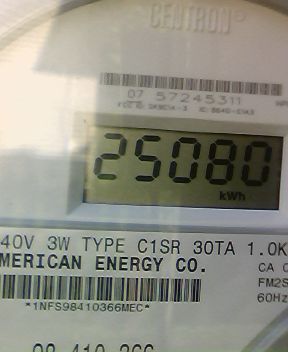 CENTRON®
07 57245311
25080
kWh
40V 3W TYPE C1SR 30TA 1.0K
MERICAN ENERGY CO.
CA
FM2S
60Hz
*1NFS98410366MEC*